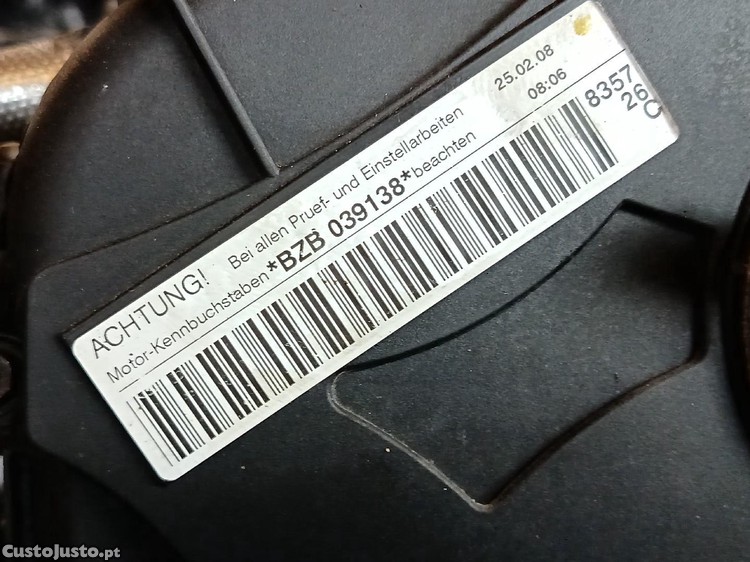 ACHTUNG! Bei allen Pruef- und Einstellarbeiten 25.02.08
Motor-Kennbuchstaben *BZB 039138* beachten 08:06
8357
26
C
CustoJusto.pt